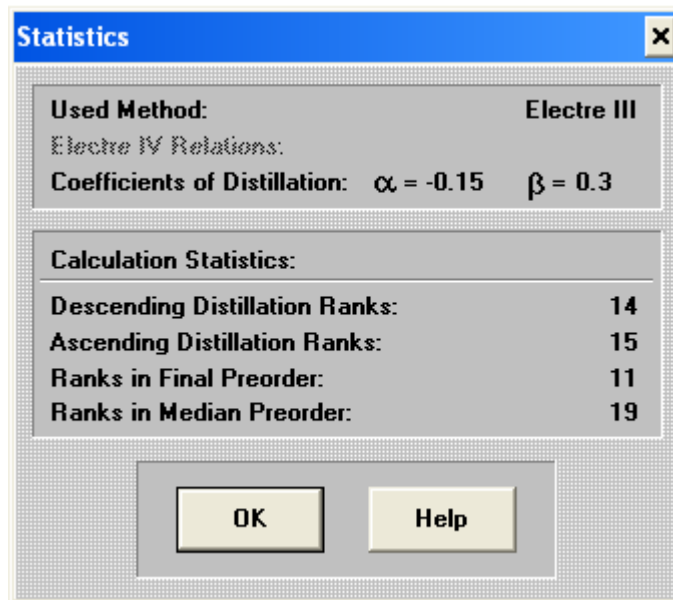 Statistics
Used Method: Electre III
Electre IV Relations:
Coefficients of Distillation: α = -0.15 β = 0.3
Calculation Statistics:
Descending Distillation Ranks: 14
Ascending Distillation Ranks: 15
Ranks in Final Preorder: 11
Ranks in Median Preorder: 19
OK Help